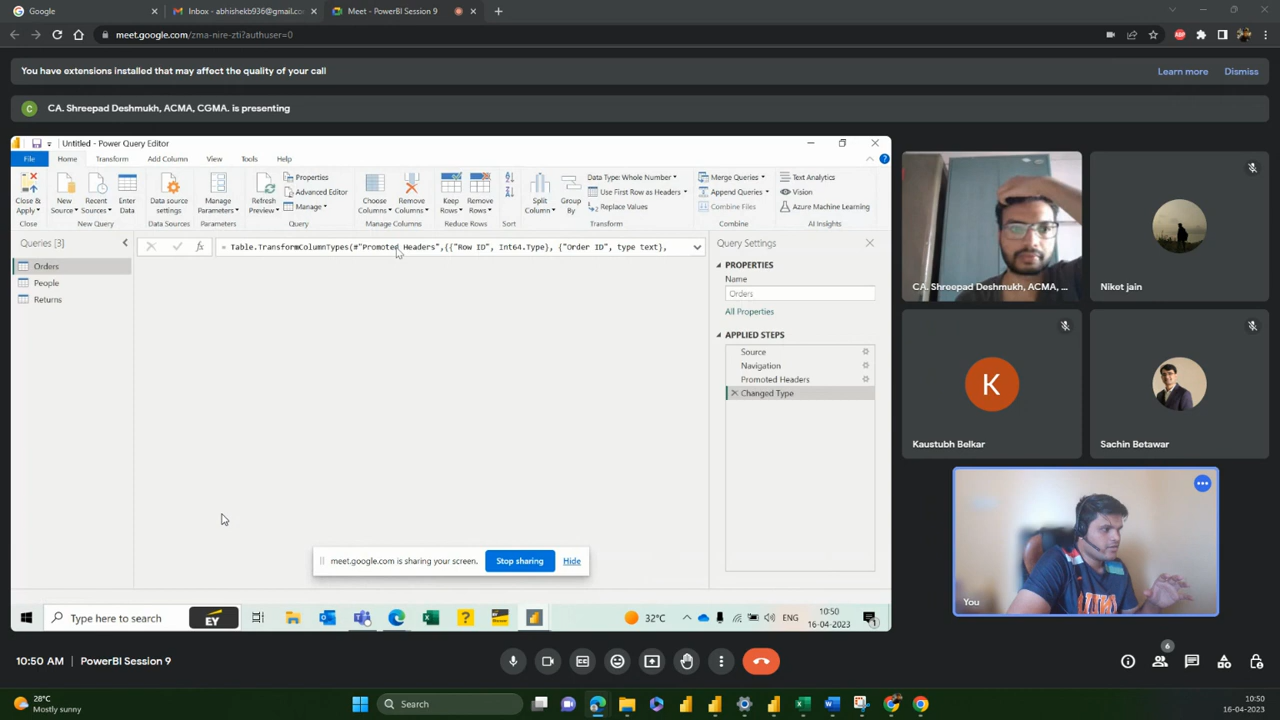 Google
Inbox - abhishekb936@gmail.co
Meet - PowerBI Session 9
meet.google.com/zma-nire-zti?authuser=0
You have extensions installed that may affect the quality of your call
Learn more
Dismiss
C
CA. Shreepad Deshmukh, ACMA, CGMA. is presenting
Untitled - Power Query Editor
File
Home
Transform
Add Column
View
Tools
Help
Close & Apply
New Source
Recent Sources
Enter Data
Data source settings
Manage Parameters
Refresh Preview
Properties
Advanced Editor
Manage
Choose Columns
Remove Columns
Keep Rows
Remove Rows
Split Column
Group By
Data Type: Whole Number
Use First Row as Headers
Replace Values
Merge Queries
Append Queries
Combine Files
Text Analytics
Vision
Azure Machine Learning
Close
New Query
Data Sources
Parameters
Query
Manage Columns
Reduce Rows
Sort
Transform
Combine
AI Insights
Queries [3]
fx
= Table.TransformColumnTypes(#"Promoted Headers",{{"Row ID", Int64.Type}, {"Order ID", type text},
Orders
People
Returns
Query Settings
PROPERTIES
Name
Orders
All Properties
APPLIED STEPS
Source
Navigation
Promoted Headers
Changed Type
meet.google.com is sharing your screen.
Stop sharing
Hide
Type here to search
EY
32°C
ENG
10:50
16-04-2023
CA. Shreepad Deshmukh, ACMA, ...
Niket jain
K
Kaustubh Belkar
Sachin Betawar
You
10:50 AM | PowerBI Session 9
6
28°C
Mostly sunny
Search
10:50
16-04-2023